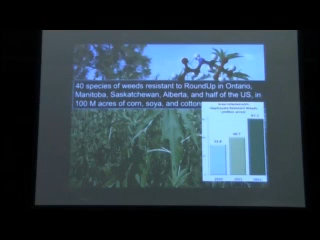 40 species of weeds resistant to RoundUp in Ontario,
Manitoba, Saskatchewan, Alberta, and half of the US, in
100 M acres of corn, soya, and cotton